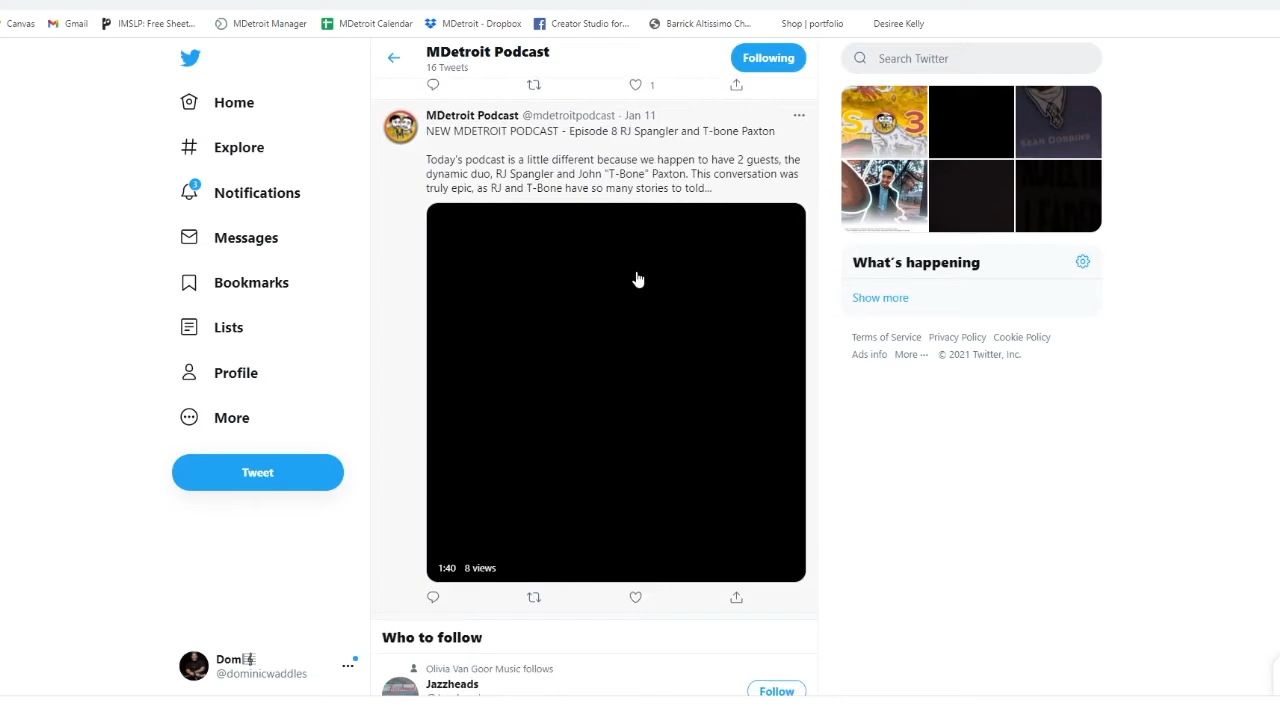 Canvas
Gmail
IMSLP: Free Sheet...
MDetroit Manager
MDetroit Calendar
MDetroit - Dropbox
Creator Studio for...
Barrick Altissimo Ch...
Shop | portfolio
Desiree Kelly
MDetroit Podcast
16 Tweets
Following
Search Twitter
1
Home
Explore
3
Notifications
Messages
Bookmarks
Lists
Profile
More
Tweet
Dom
@dominicwaddles
MDetroit Podcast @mdetroitpodcast - Jan 11
NEW MDETROIT PODCAST - Episode 8 RJ Spangler and T-bone Paxton
Today's podcast is a little different because we happen to have 2 guests, the
dynamic duo, RJ Spangler and John "T-Bone" Paxton. This conversation was
truly epic, as RJ and T-Bone have so many stories to told...
1:40 8 views
Who to follow
Olivia Van Goor Music follows
Jazzheads
Follow
S 3
SEAN DOBBINS
What's happening
Show more
Terms of Service Privacy Policy Cookie Policy
Ads info More ··· © 2021 Twitter, Inc.